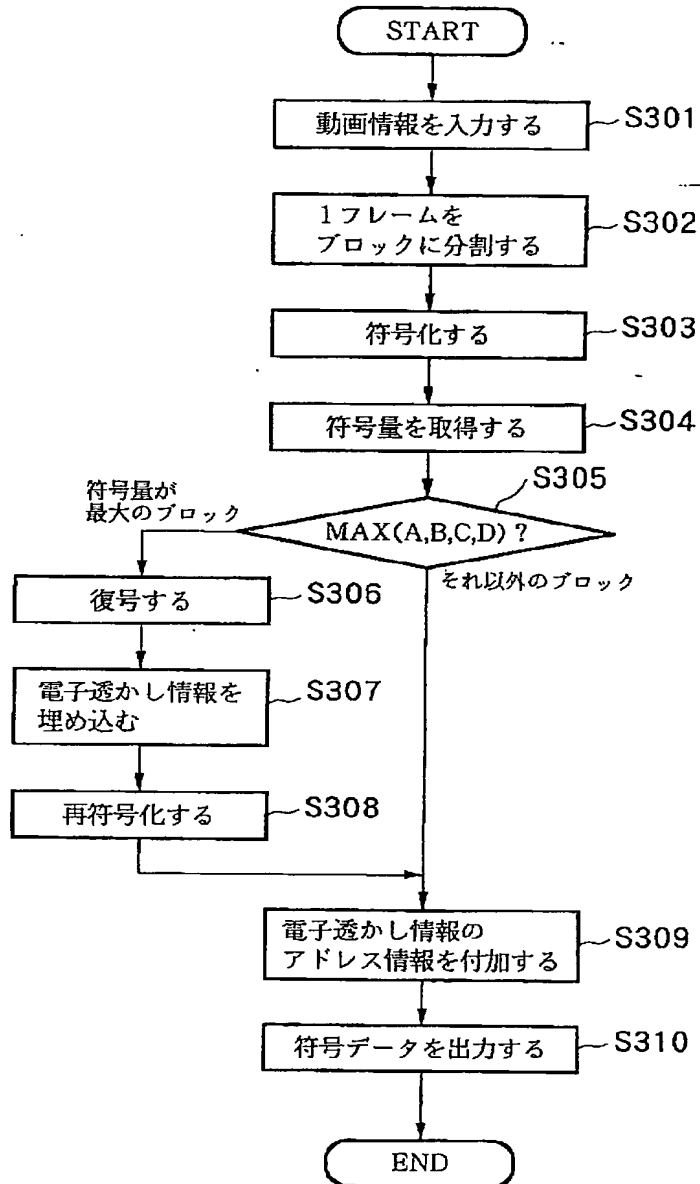 START
動画情報を入力する
S301
1フレームを
ブロックに分割する
S302
符号化する
S303
符号量を取得する
S304
S305
MAX(A,B,C,D)?
符号量が
最大のブロック
それ以外のブロック
復号する
S306
電子透かし情報を
埋め込む
S307
再符号化する
S308
電子透かし情報の
アドレス情報を付加する
S309
符号データを出力する
S310
END